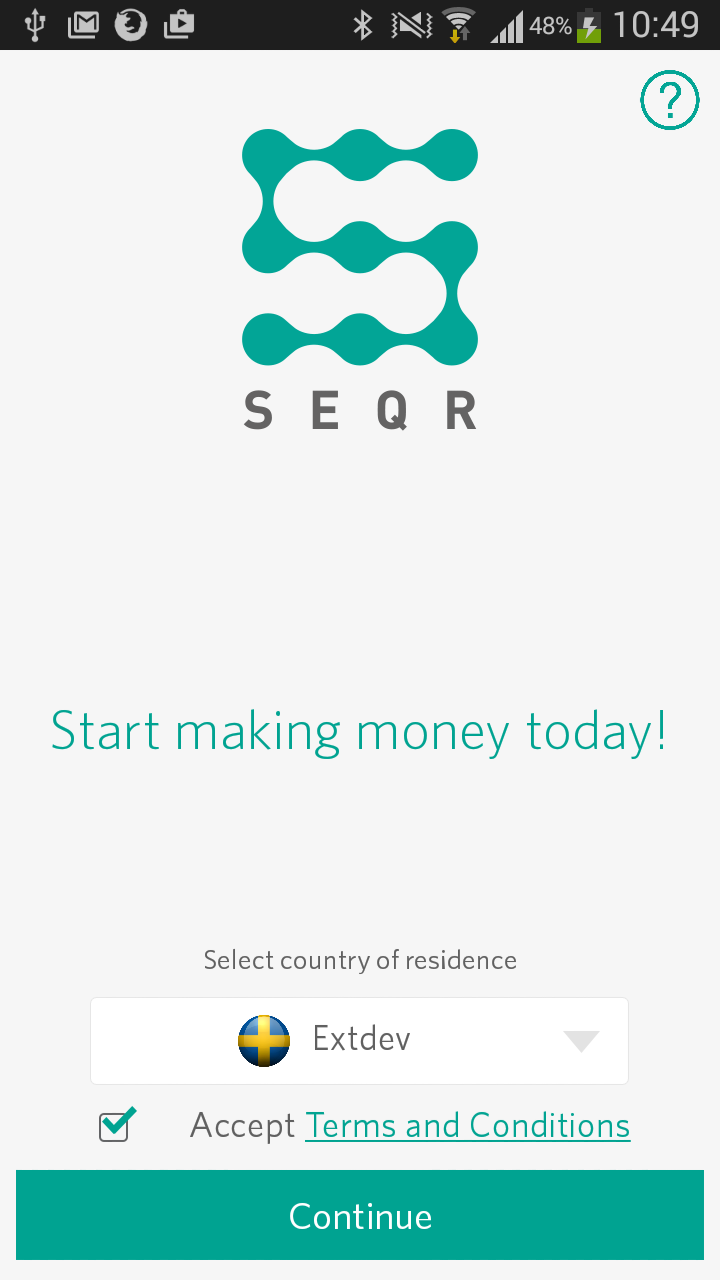 48% 10:49
?
SEQR
Start making money today!
Select country of residence
Extdev
Accept Terms and Conditions
Continue